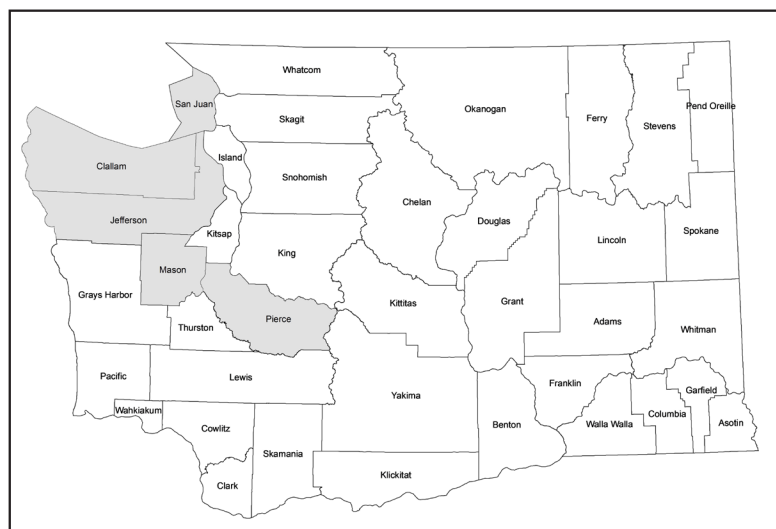 Whatcom
San Juan
Skagit
Okanogan
Ferry
Stevens
Pend Oreille
Clallam
Island
Snohomish
Chelan
Douglas
Jefferson
Kitsap
King
Lincoln
Spokane
Mason
Grays Harbor
Kittitas
Grant
Pierce
Thurston
Adams
Whitman
Pacific
Lewis
Yakima
Franklin
Garfield
Wahkiakum
Cowlitz
Skamania
Benton
Walla Walla
Columbia
Asotin
Clark
Klickitat